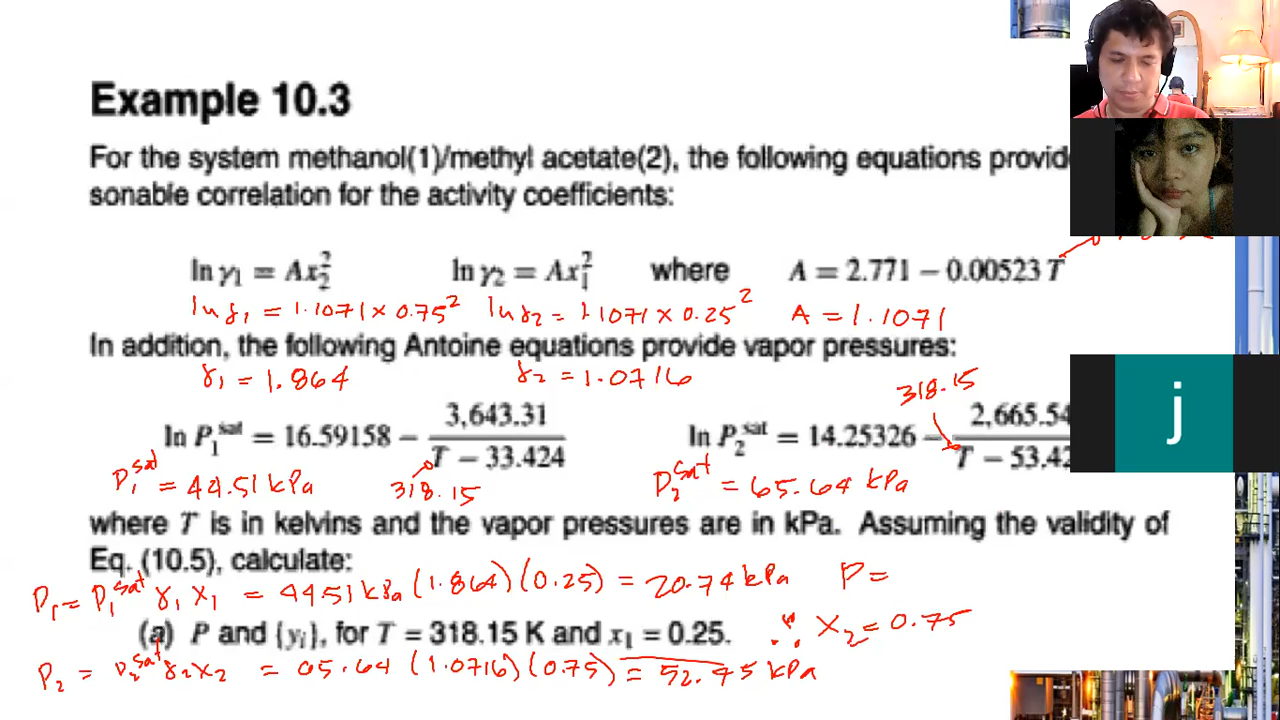 Example 10.3
For the system methanol(1)/methyl acetate(2), the following equations provid
sonable correlation for the activity coefficients:
ln γ₁ = Ax₂² ln γ₂ = Ax₁² where A = 2.771 − 0.00523 T
ln γ₁ = 1.1071 × 0.75² ln γ₂ = 1.1071 × 0.25² A = 1.1071
In addition, the following Antoine equations provide vapor pressures:
γ₁ = 1.864 γ₂ = 1.0716
318.15
ln P₁ˢᵃᵗ = 16.59158 − 3,643.31 / T − 33.424 ln P₂ˢᵃᵗ = 14.25326 − 2,665.54 / T − 53.42
P₁ˢᵃᵗ = 44.51 kPa 318.15 P₂ˢᵃᵗ = 65.64 kPa
where T is in kelvins and the vapor pressures are in kPa. Assuming the validity of
Eq. (10.5), calculate:
P₁ = P₁ˢᵃᵗ γ₁ x₁ = 44.51 kPa (1.864)(0.25) = 20.74 kPa P =
(a) P and {yᵢ}, for T = 318.15 K and x₁ = 0.25. ∴ x₂ = 0.75
P₂ = P₂ˢᵃᵗ γ₂ x₂ = 65.64 (1.0716)(0.75) = 52.75 kPa
j